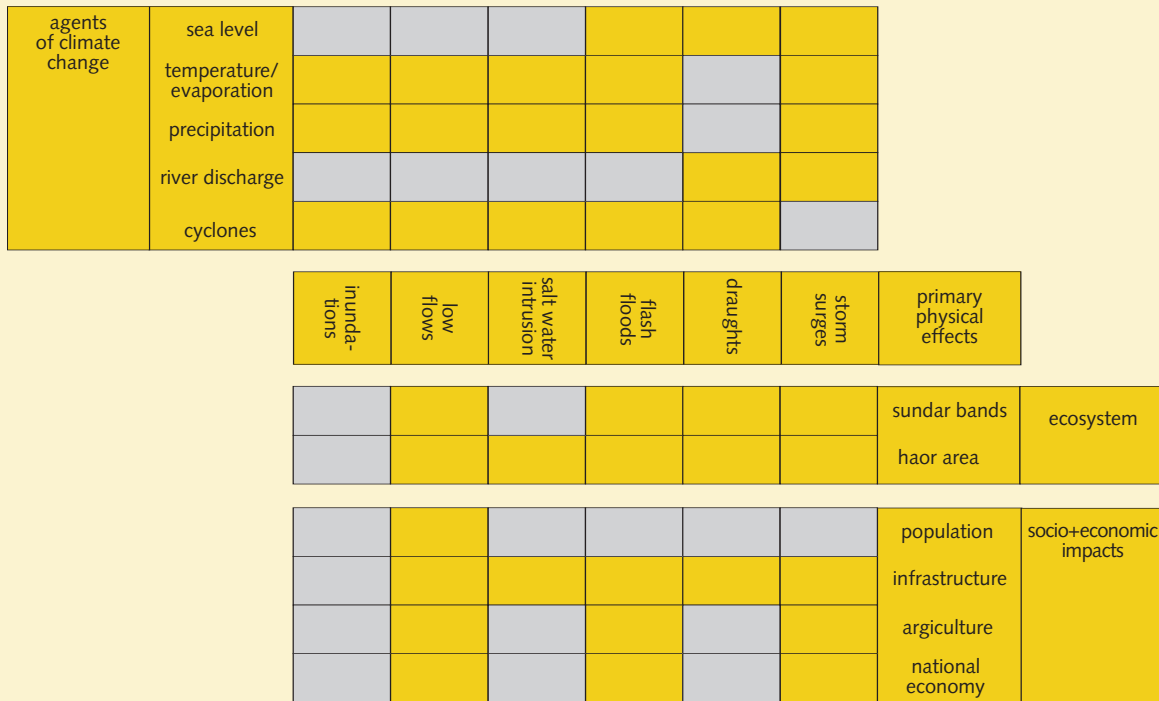 agents
of climate
change
sea level
temperature/
evaporation
precipitation
river discharge
cyclones
inunda-
tions
low
flows
salt water
intrusion
flash
floods
draughts
storm
surges
primary
physical
effects
sundar bands
haor area
ecosystem
population
infrastructure
argiculture
national
economy
socio+economic
impacts